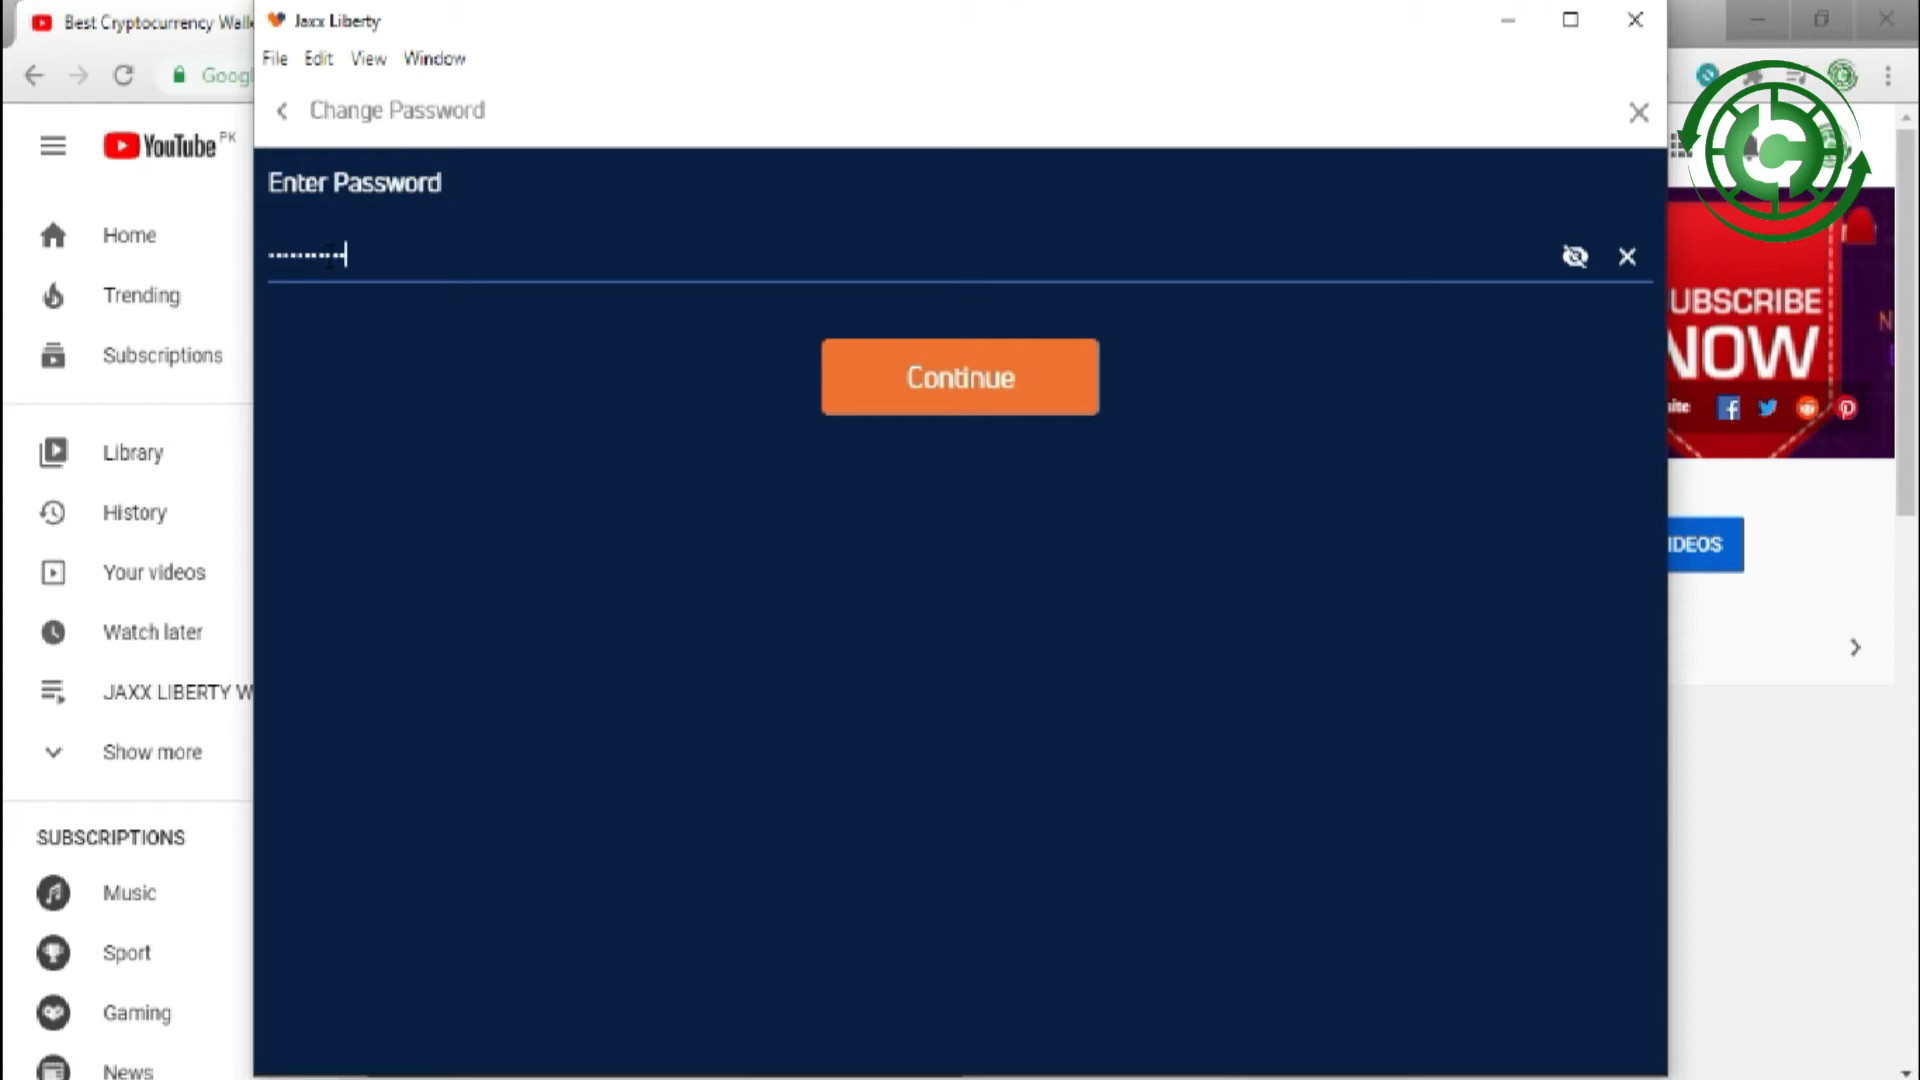 Best Cryptocurrency Wall
Jaxx Liberty
File Edit View Window
Goog
Change Password
YouTube PK
Enter Password
Home
Trending
Subscriptions
Continue
UBSCRIBE
NOW
Library
History
IDEOS
Your videos
Watch later
JAXX LIBERTY W
Show more
SUBSCRIPTIONS
Music
Sport
Gaming
News